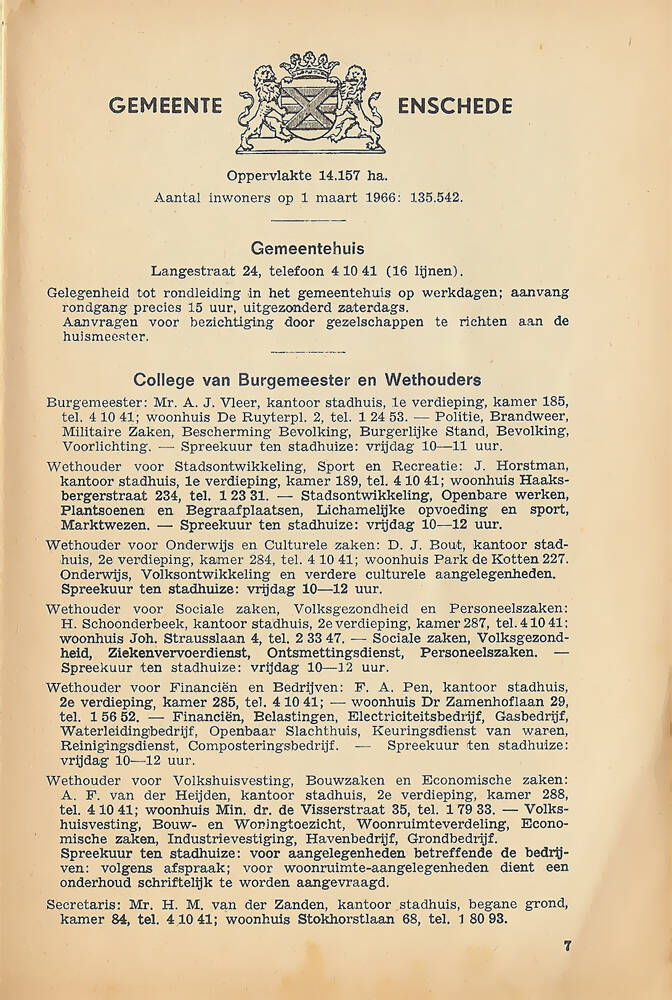 GEMEENTE ENSCHEDE
Oppervlakte 14.157 ha.
Aantal inwoners op 1 maart 1966: 135.542.
Gemeentehuis
Langestraat 24, telefoon 4 10 41 (16 lijnen).
Gelegenheid tot rondleiding in het gemeentehuis op werkdagen; aanvang
rondgang precies 15 uur, uitgezonderd zaterdags.
Aanvragen voor bezichtiging door gezelschappen te richten aan de
huismeester.
College van Burgemeester en Wethouders
Burgemeester: Mr. A. J. Vleer, kantoor stadhuis, 1e verdieping, kamer 185,
tel. 4 10 41; woonhuis De Ruyterpl. 2, tel. 1 24 53. — Politie, Brandweer,
Militaire Zaken, Bescherming Bevolking, Burgerlijke Stand, Bevolking,
Voorlichting. — Spreekuur ten stadhuize: vrijdag 10—11 uur.
Wethouder voor Stadsontwikkeling, Sport en Recreatie: J. Horstman,
kantoor stadhuis, 1e verdieping, kamer 189, tel. 4 10 41; woonhuis Haaks-
bergerstraat 234, tel. 1 23 31. — Stadsontwikkeling, Openbare werken,
Plantsoenen en Begraafplaatsen, Lichamelijke opvoeding en sport,
Marktwezen. — Spreekuur ten stadhuize: vrijdag 10—12 uur.
Wethouder voor Onderwijs en Culturele zaken: D. J. Bout, kantoor stad-
huis, 2e verdieping, kamer 284, tel. 4 10 41; woonhuis Park de Kotten 227.
Onderwijs, Volksontwikkeling en verdere culturele aangelegenheden.
Spreekuur ten stadhuize: vrijdag 10—12 uur.
Wethouder voor Sociale zaken, Volksgezondheid en Personeelszaken:
H. Schoonderbeek, kantoor stadhuis, 2e verdieping, kamer 287, tel. 4 10 41;
woonhuis Joh. Strausslaan 4, tel. 2 33 47. — Sociale zaken, Volksgezond-
heid, Ziekenvervoerdienst, Ontsmettingsdienst, Personeelszaken. —
Spreekuur ten stadhuize: vrijdag 10—12 uur.
Wethouder voor Financiën en Bedrijven: F. A. Pen, kantoor stadhuis,
2e verdieping, kamer 285, tel. 4 10 41; — woonhuis Dr Zamenhoflaan 29,
tel. 1 56 52. — Financiën, Belastingen, Electriciteitsbedrijf, Gasbedrijf,
Waterleidingbedrijf, Openbaar Slachthuis, Keuringsdienst van waren,
Reinigingsdienst, Composteringsbedrijf. — Spreekuur ten stadhuize:
vrijdag 10—12 uur.
Wethouder voor Volkshuisvesting, Bouwzaken en Economische zaken:
A. F. van der Heijden, kantoor stadhuis, 2e verdieping, kamer 288,
tel. 4 10 41; woonhuis Min. dr. de Visserstraat 35, tel. 1 79 33. — Volks-
huisvesting, Bouw- en Woningtoezicht, Woonruimteverdeling, Econo-
mische zaken, Industrievestiging, Havenbedrijf, Grondbedrijf.
Spreekuur ten stadhuize: voor aangelegenheden betreffende de bedrij-
ven: volgens afspraak; voor woonruimte-aangelegenheden dient een
onderhoud schriftelijk te worden aangevraagd.
Secretaris: Mr. H. M. van der Zanden, kantoor stadhuis, begane grond,
kamer 84, tel. 4 10 41; woonhuis Stokhorstlaan 68, tel. 1 80 93.
7